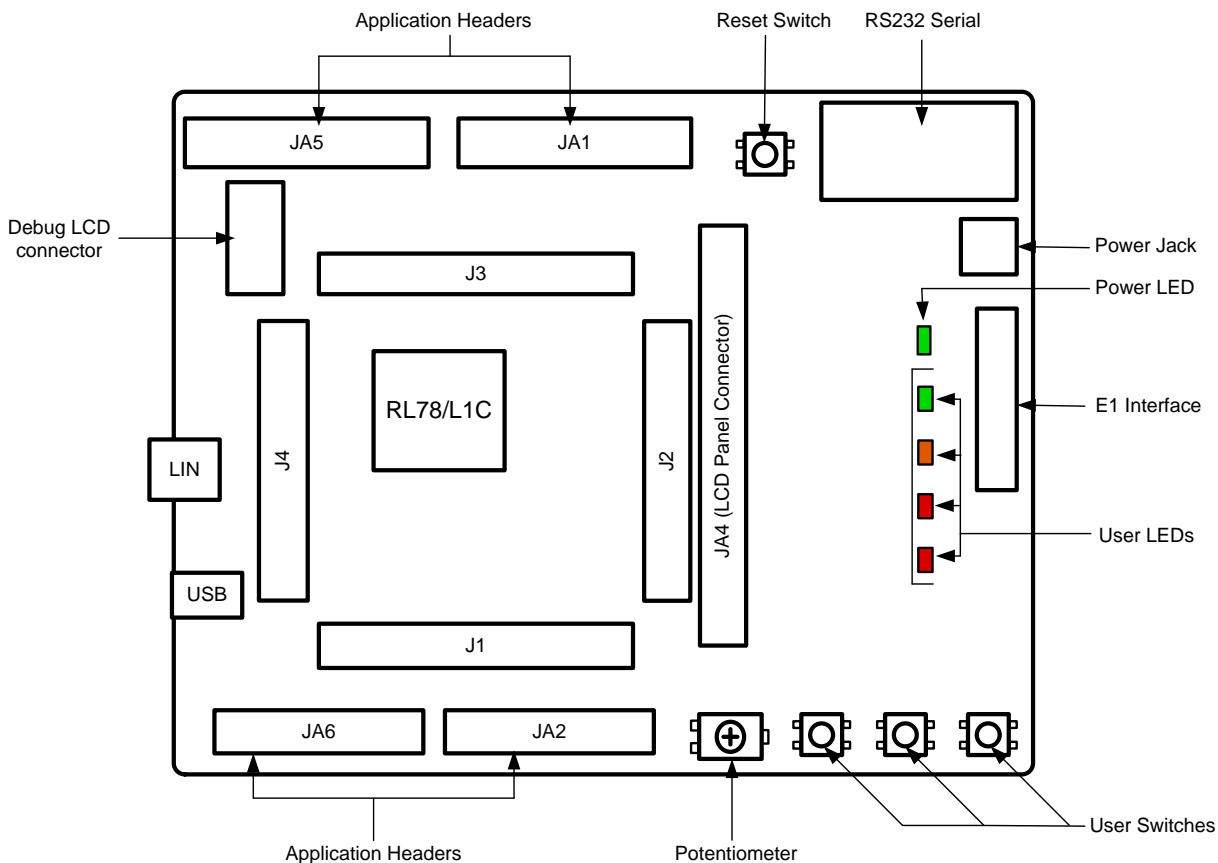 Application Headers
Reset Switch
RS232 Serial
JA5
JA1
Debug LCD
connector
Power Jack
J3
Power LED
RL78/L1C
JA4 (LCD Panel Connector)
E1 Interface
LIN
J4
J2
User LEDs
USB
J1
JA6
JA2
User Switches
Application Headers
Potentiometer